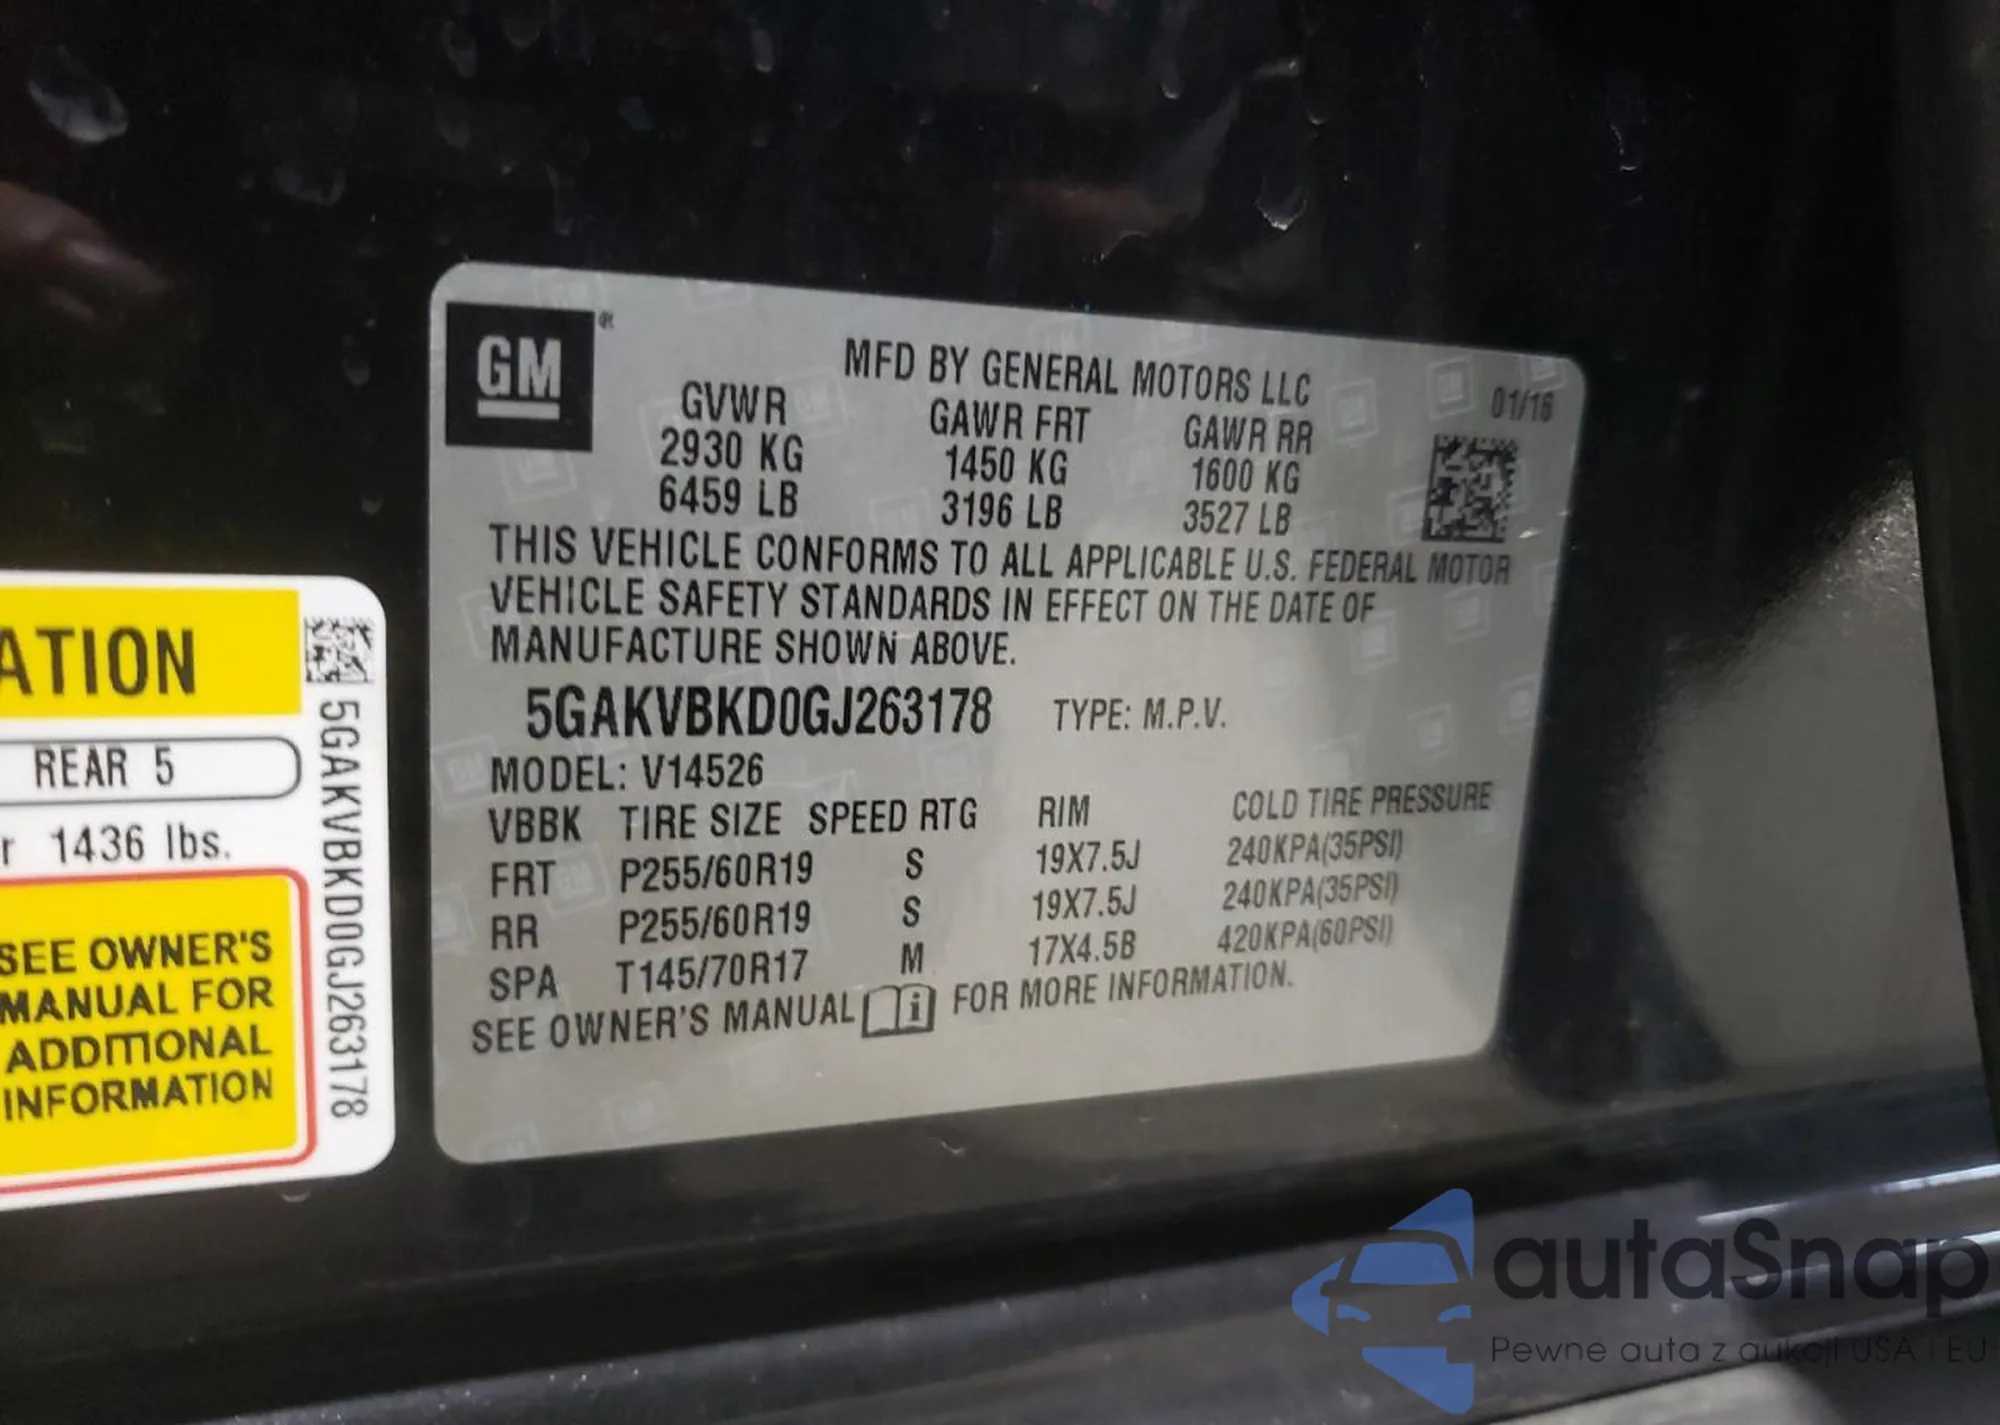 GM ®
MFD BY GENERAL MOTORS LLC
01/16
GVWR GAWR FRT GAWR RR
2930 KG 1450 KG 1600 KG
6459 LB 3196 LB 3527 LB
THIS VEHICLE CONFORMS TO ALL APPLICABLE U.S. FEDERAL MOTOR
VEHICLE SAFETY STANDARDS IN EFFECT ON THE DATE OF
MANUFACTURE SHOWN ABOVE.
5GAKVBKD0GJ263178 TYPE: M.P.V.
MODEL: V14526
VBBK TIRE SIZE SPEED RTG RIM COLD TIRE PRESSURE
FRT P255/60R19 S 19X7.5J 240KPA(35PSI)
RR P255/60R19 S 19X7.5J 240KPA(35PSI)
SPA T145/70R17 M 17X4.5B 420KPA(60PSI)
SEE OWNER'S MANUAL i FOR MORE INFORMATION.
ATION
REAR 5
r 1436 lbs.
SEE OWNER'S
MANUAL FOR
ADDITIONAL
INFORMATION
5GAKVBKD0GJ263178
autaSnap
Pewne auta z aukcji USA i EU